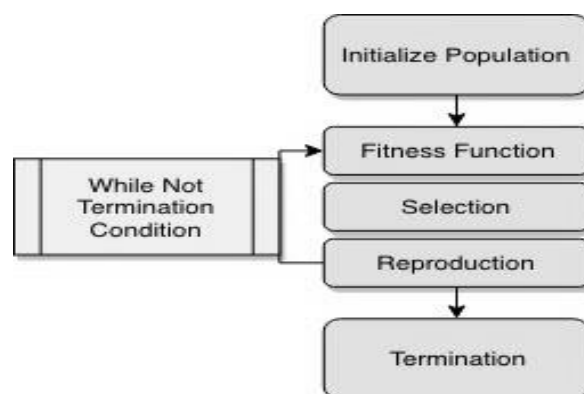 Initialize Population
Fitness Function
While Not
Termination
Condition
Selection
Reproduction
Termination